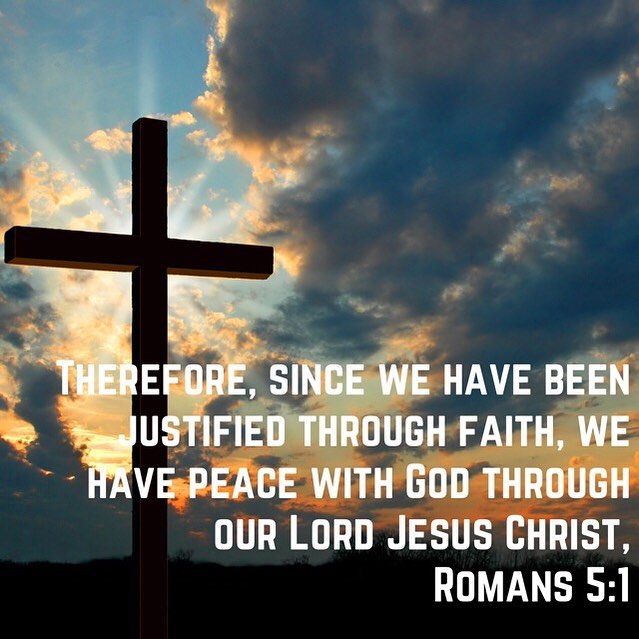 Therefore, since we have been
justified through faith, we
have peace with God through
our Lord Jesus Christ,
Romans 5:1